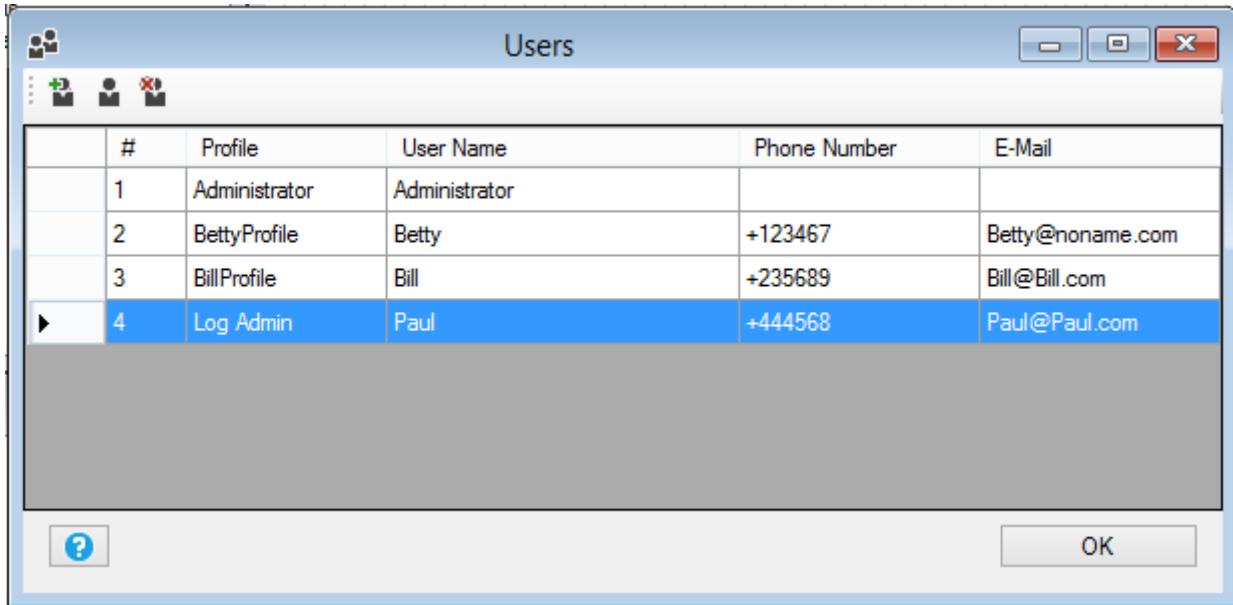 Users
# Profile User Name Phone Number E-Mail
1 Administrator Administrator
2 BettyProfile Betty +123467 Betty@noname.com
3 BillProfile Bill +235689 Bill@Bill.com
4 Log Admin Paul +444568 Paul@Paul.com
? OK